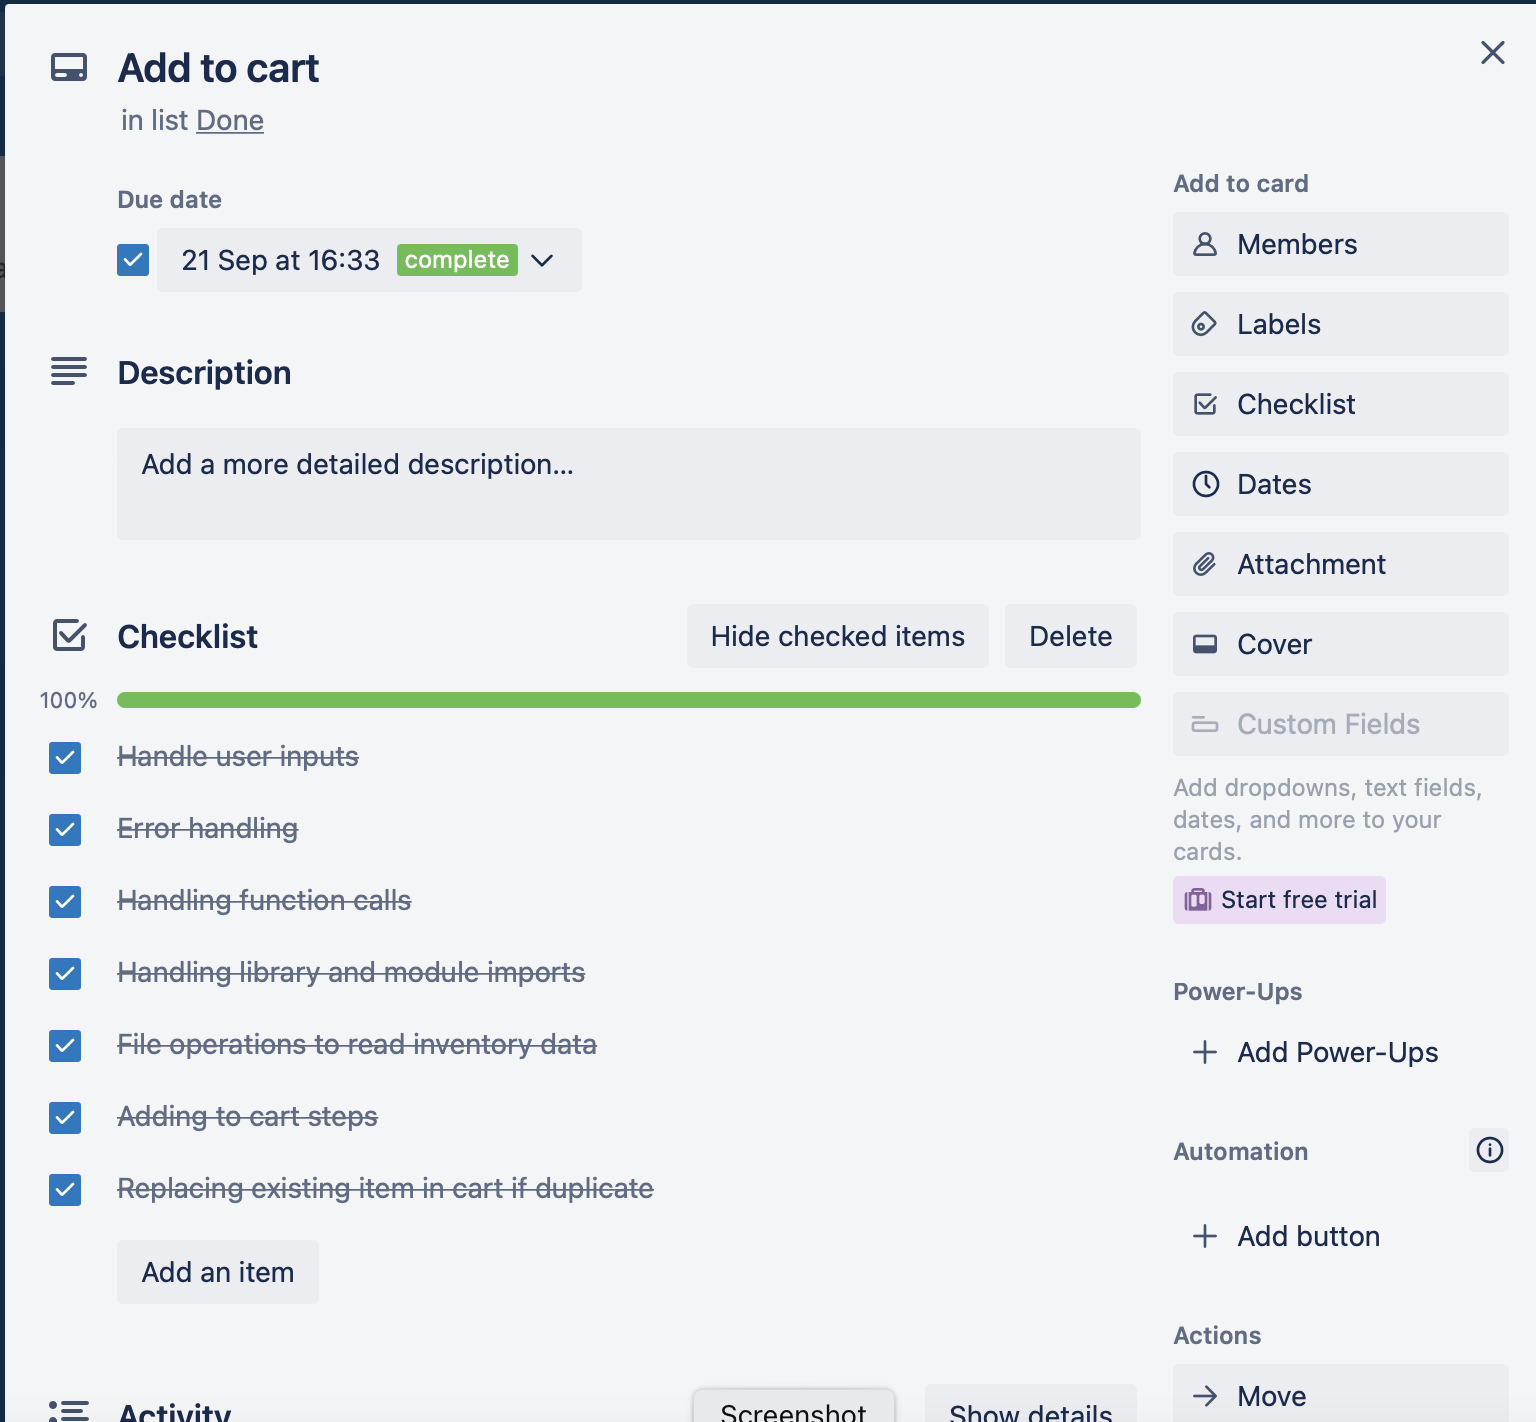 Add to cart
in list Done
Due date
21 Sep at 16:33 complete
Description
Add a more detailed description...
Checklist
Hide checked items
Delete
100%
Handle user inputs
Error handling
Handling function calls
Handling library and module imports
File operations to read inventory data
Adding to cart steps
Replacing existing item in cart if duplicate
Add an item
Activity
Screenshot
Show details
Add to card
Members
Labels
Checklist
Dates
Attachment
Cover
Custom Fields
Add dropdowns, text fields,
dates, and more to your
cards.
Start free trial
Power-Ups
Add Power-Ups
Automation
Add button
Actions
Move